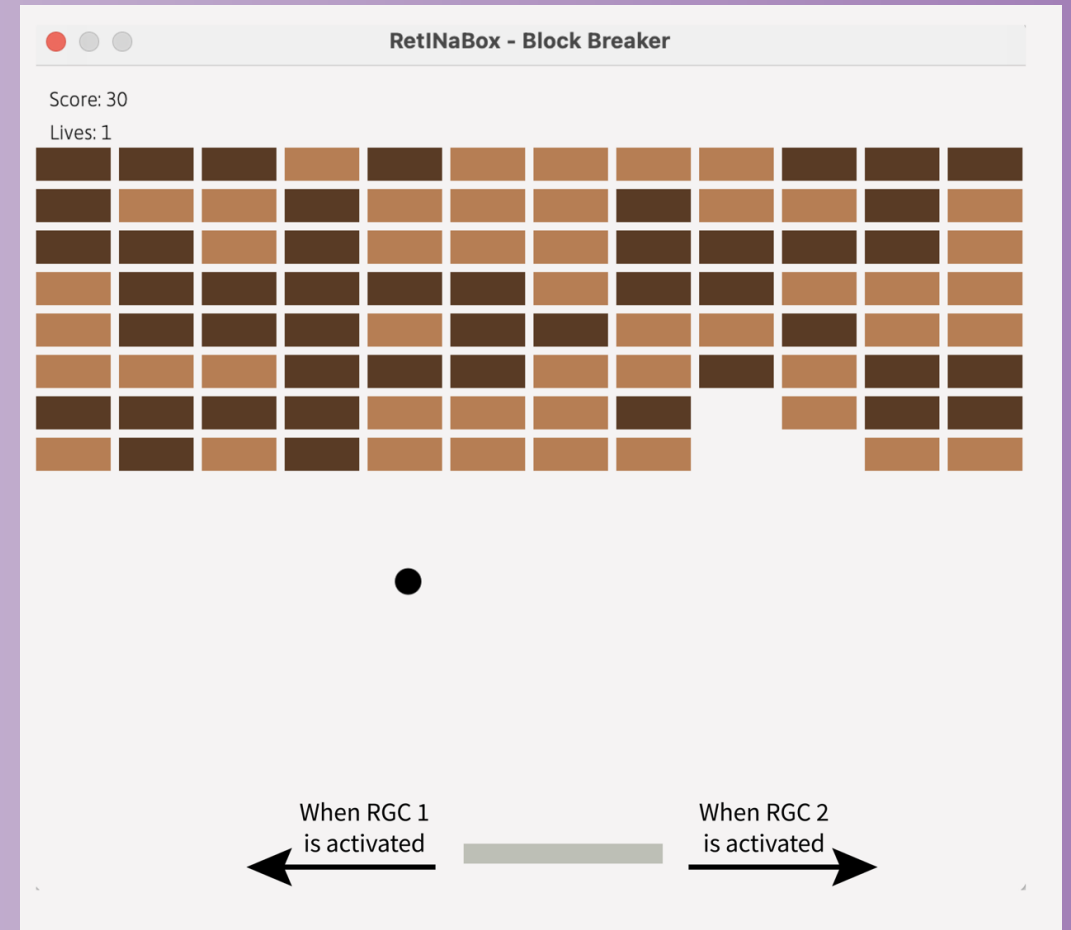 RetINaBox - Block Breaker
Score: 30
Lives: 1
When RGC 1
is activated
When RGC 2
is activated